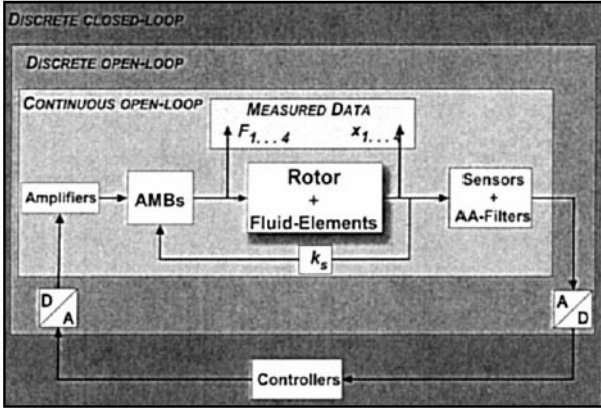 DISCRETE CLOSED-LOOP
DISCRETE OPEN-LOOP
CONTINUOUS OPEN-LOOP
MEASURED DATA
F1...4 x1...
Amplifiers
AMBs
Rotor
+
Fluid-Elements
Sensors
+
AA-Filters
ks
D
A
A
D
Controllers